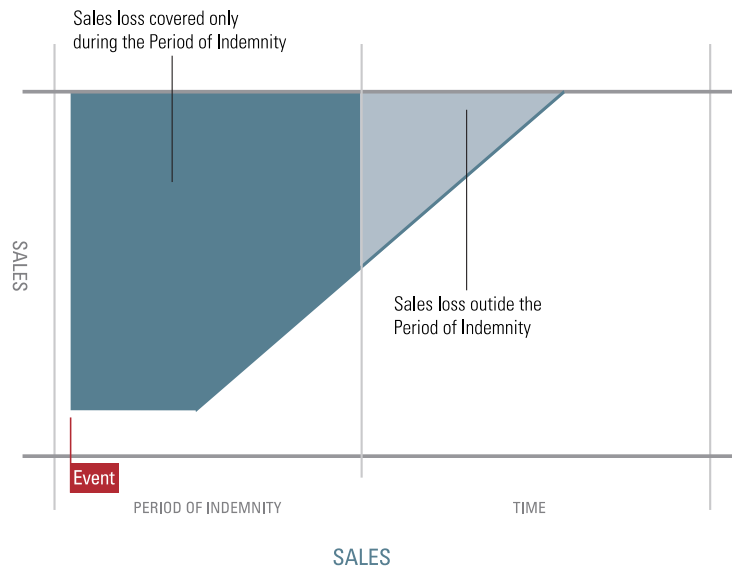 Sales loss covered only
during the Period of Indemnity
SALES
Sales loss outide the
Period of Indemnity
Event
PERIOD OF INDEMNITY
TIME
SALES